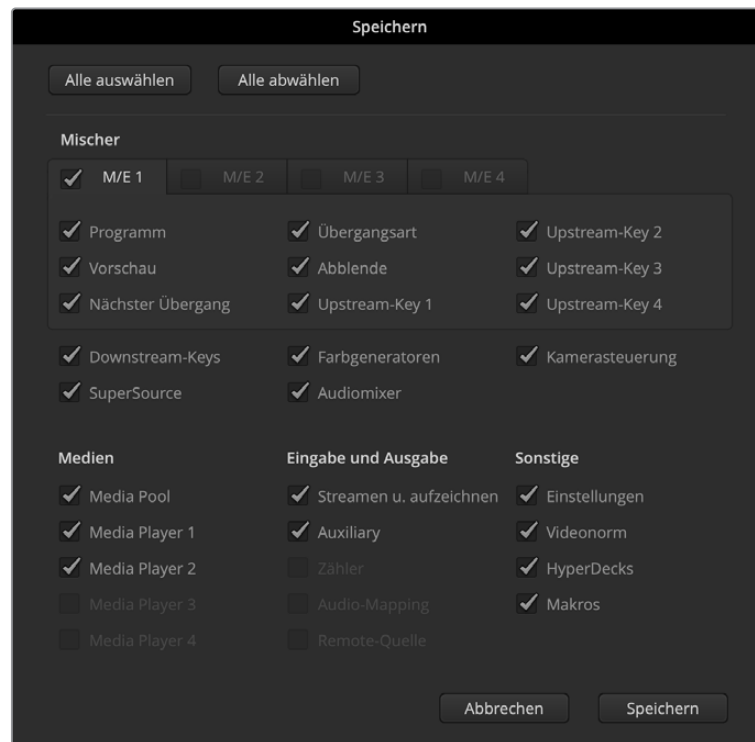 Speichern
Alle auswählen Alle abwählen
Mischer
M/E 1 M/E 2 M/E 3 M/E 4
Programm Übergangsart Upstream-Key 2
Vorschau Abblende Upstream-Key 3
Nächster Übergang Upstream-Key 1 Upstream-Key 4
Downstream-Keys Farbgeneratoren Kamerasteuerung
SuperSource Audiomixer
Medien Eingabe und Ausgabe Sonstige
Media Pool Streamen u. aufzeichnen Einstellungen
Media Player 1 Auxiliary Videonorm
Media Player 2 Zähler HyperDecks
Media Player 3 Audio-Mapping Makros
Media Player 4 Remote-Quelle
Abbrechen Speichern